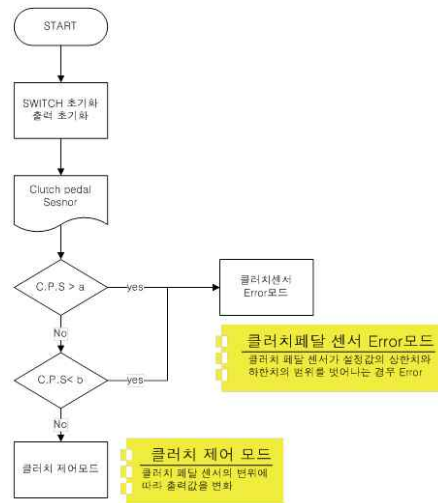 START
SWITCH 초기화
출력 초기화
Clutch pedal
Sesnor
C.P.S > a
yes
클러치센서
Error모드
No
클러치페달 센서 Error모드
클러치 페달 센서가 설정값의 상한치와
하한치의 범위를 벗어나는 경우 Error
C.P.S< b
yes
No
클러치 제어모드
클러치 제어 모드
클러치 페달 센서의 변위에
따라 출력값을 변화